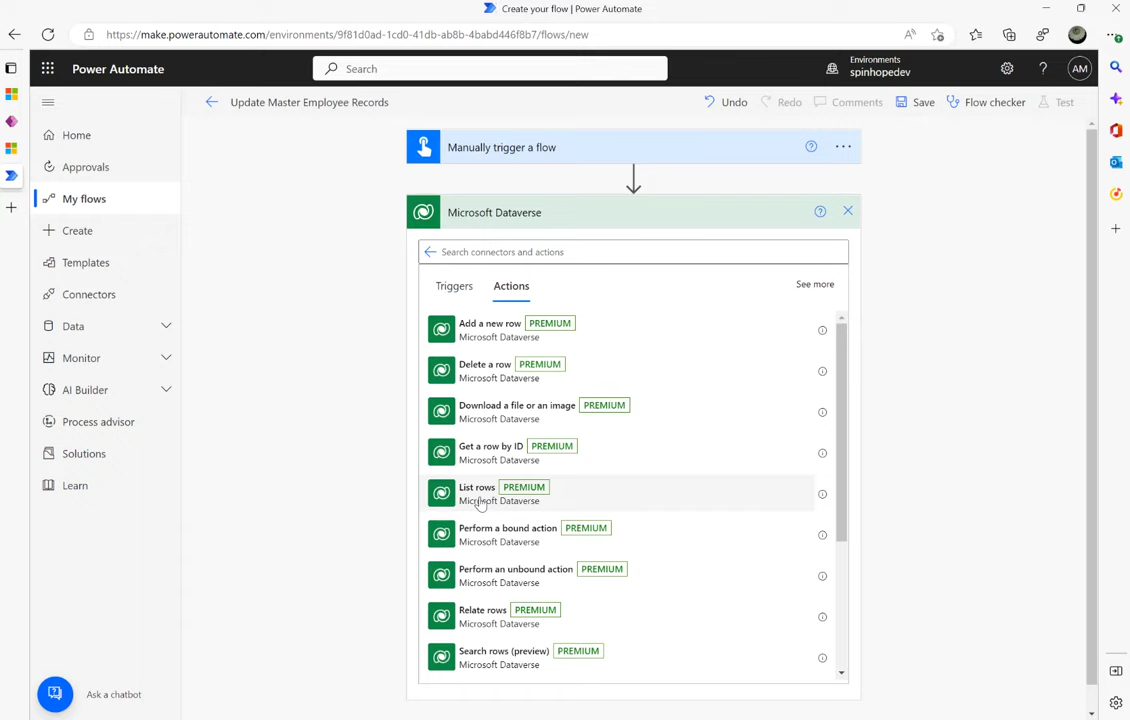 Create your flow | Power Automate
https://make.powerautomate.com/environments/9f81d0ad-1cd0-41db-ab8b-4babd446f8b7/flows/new
Power Automate
Search
Environments
spinhopedev
AM
Update Master Employee Records
Undo
Redo
Comments
Save
Flow checker
Test
Home
Approvals
My flows
Create
Templates
Connectors
Data
Monitor
AI Builder
Process advisor
Solutions
Learn
Ask a chatbot
Manually trigger a flow
Microsoft Dataverse
Search connectors and actions
Triggers
Actions
See more
Add a new row PREMIUM
Microsoft Dataverse
Delete a row PREMIUM
Microsoft Dataverse
Download a file or an image PREMIUM
Microsoft Dataverse
Get a row by ID PREMIUM
Microsoft Dataverse
List rows PREMIUM
Microsoft Dataverse
Perform a bound action PREMIUM
Microsoft Dataverse
Perform an unbound action PREMIUM
Microsoft Dataverse
Relate rows PREMIUM
Microsoft Dataverse
Search rows (preview) PREMIUM
Microsoft Dataverse